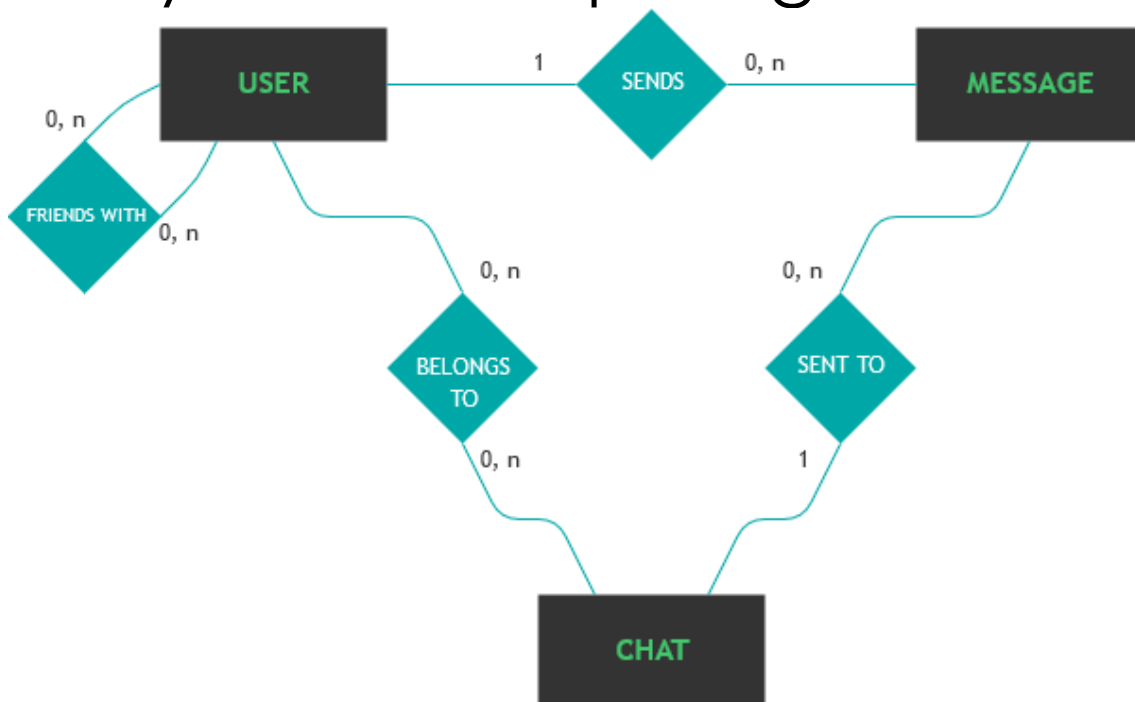 USER
1
SENDS
0, n
MESSAGE
0, n
FRIENDS WITH
0, n
0, n
0, n
BELONGS
TO
SENT TO
0, n
1
CHAT